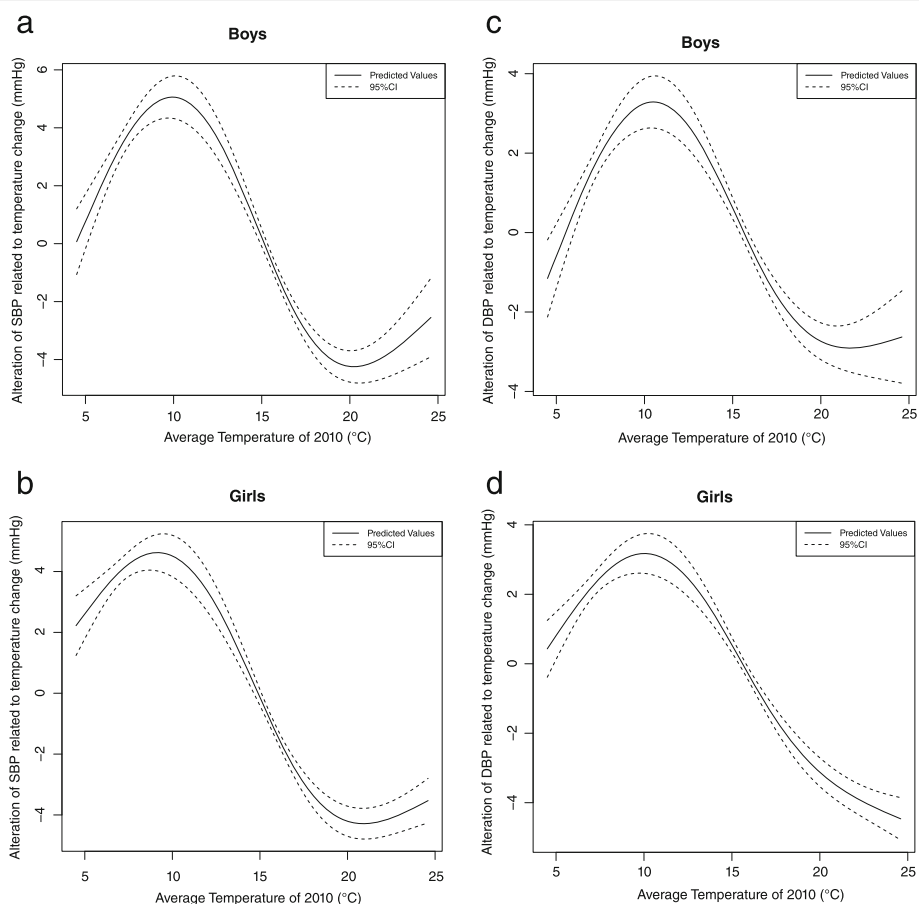 a
Boys
Alteration of SBP related to temperature change (mmHg)
6
4
2
0
−2
−4
Predicted Values
95%CI
5 10 15 20 25
Average Temperature of 2010 (°C)
c
Boys
Alteration of DBP related to temperature change (mmHg)
4
2
0
−2
−4
Predicted Values
95%CI
5 10 15 20 25
Average Temperature of 2010 (°C)
b
Girls
Alteration of SBP related to temperature change (mmHg)
4
2
0
−2
−4
Predicted Values
95%CI
5 10 15 20 25
Average Temperature of 2010 (°C)
d
Girls
Alteration of DBP related to temperature change (mmHg)
4
2
0
−2
−4
Predicted Values
95%CI
5 10 15 20 25
Average Temperature of 2010 (°C)